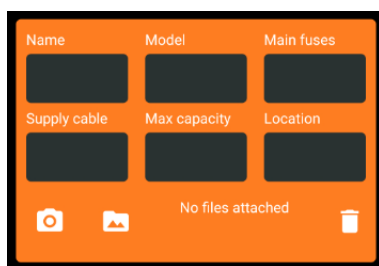 Name Model Main fuses
Supply cable Max capacity Location
No files attached